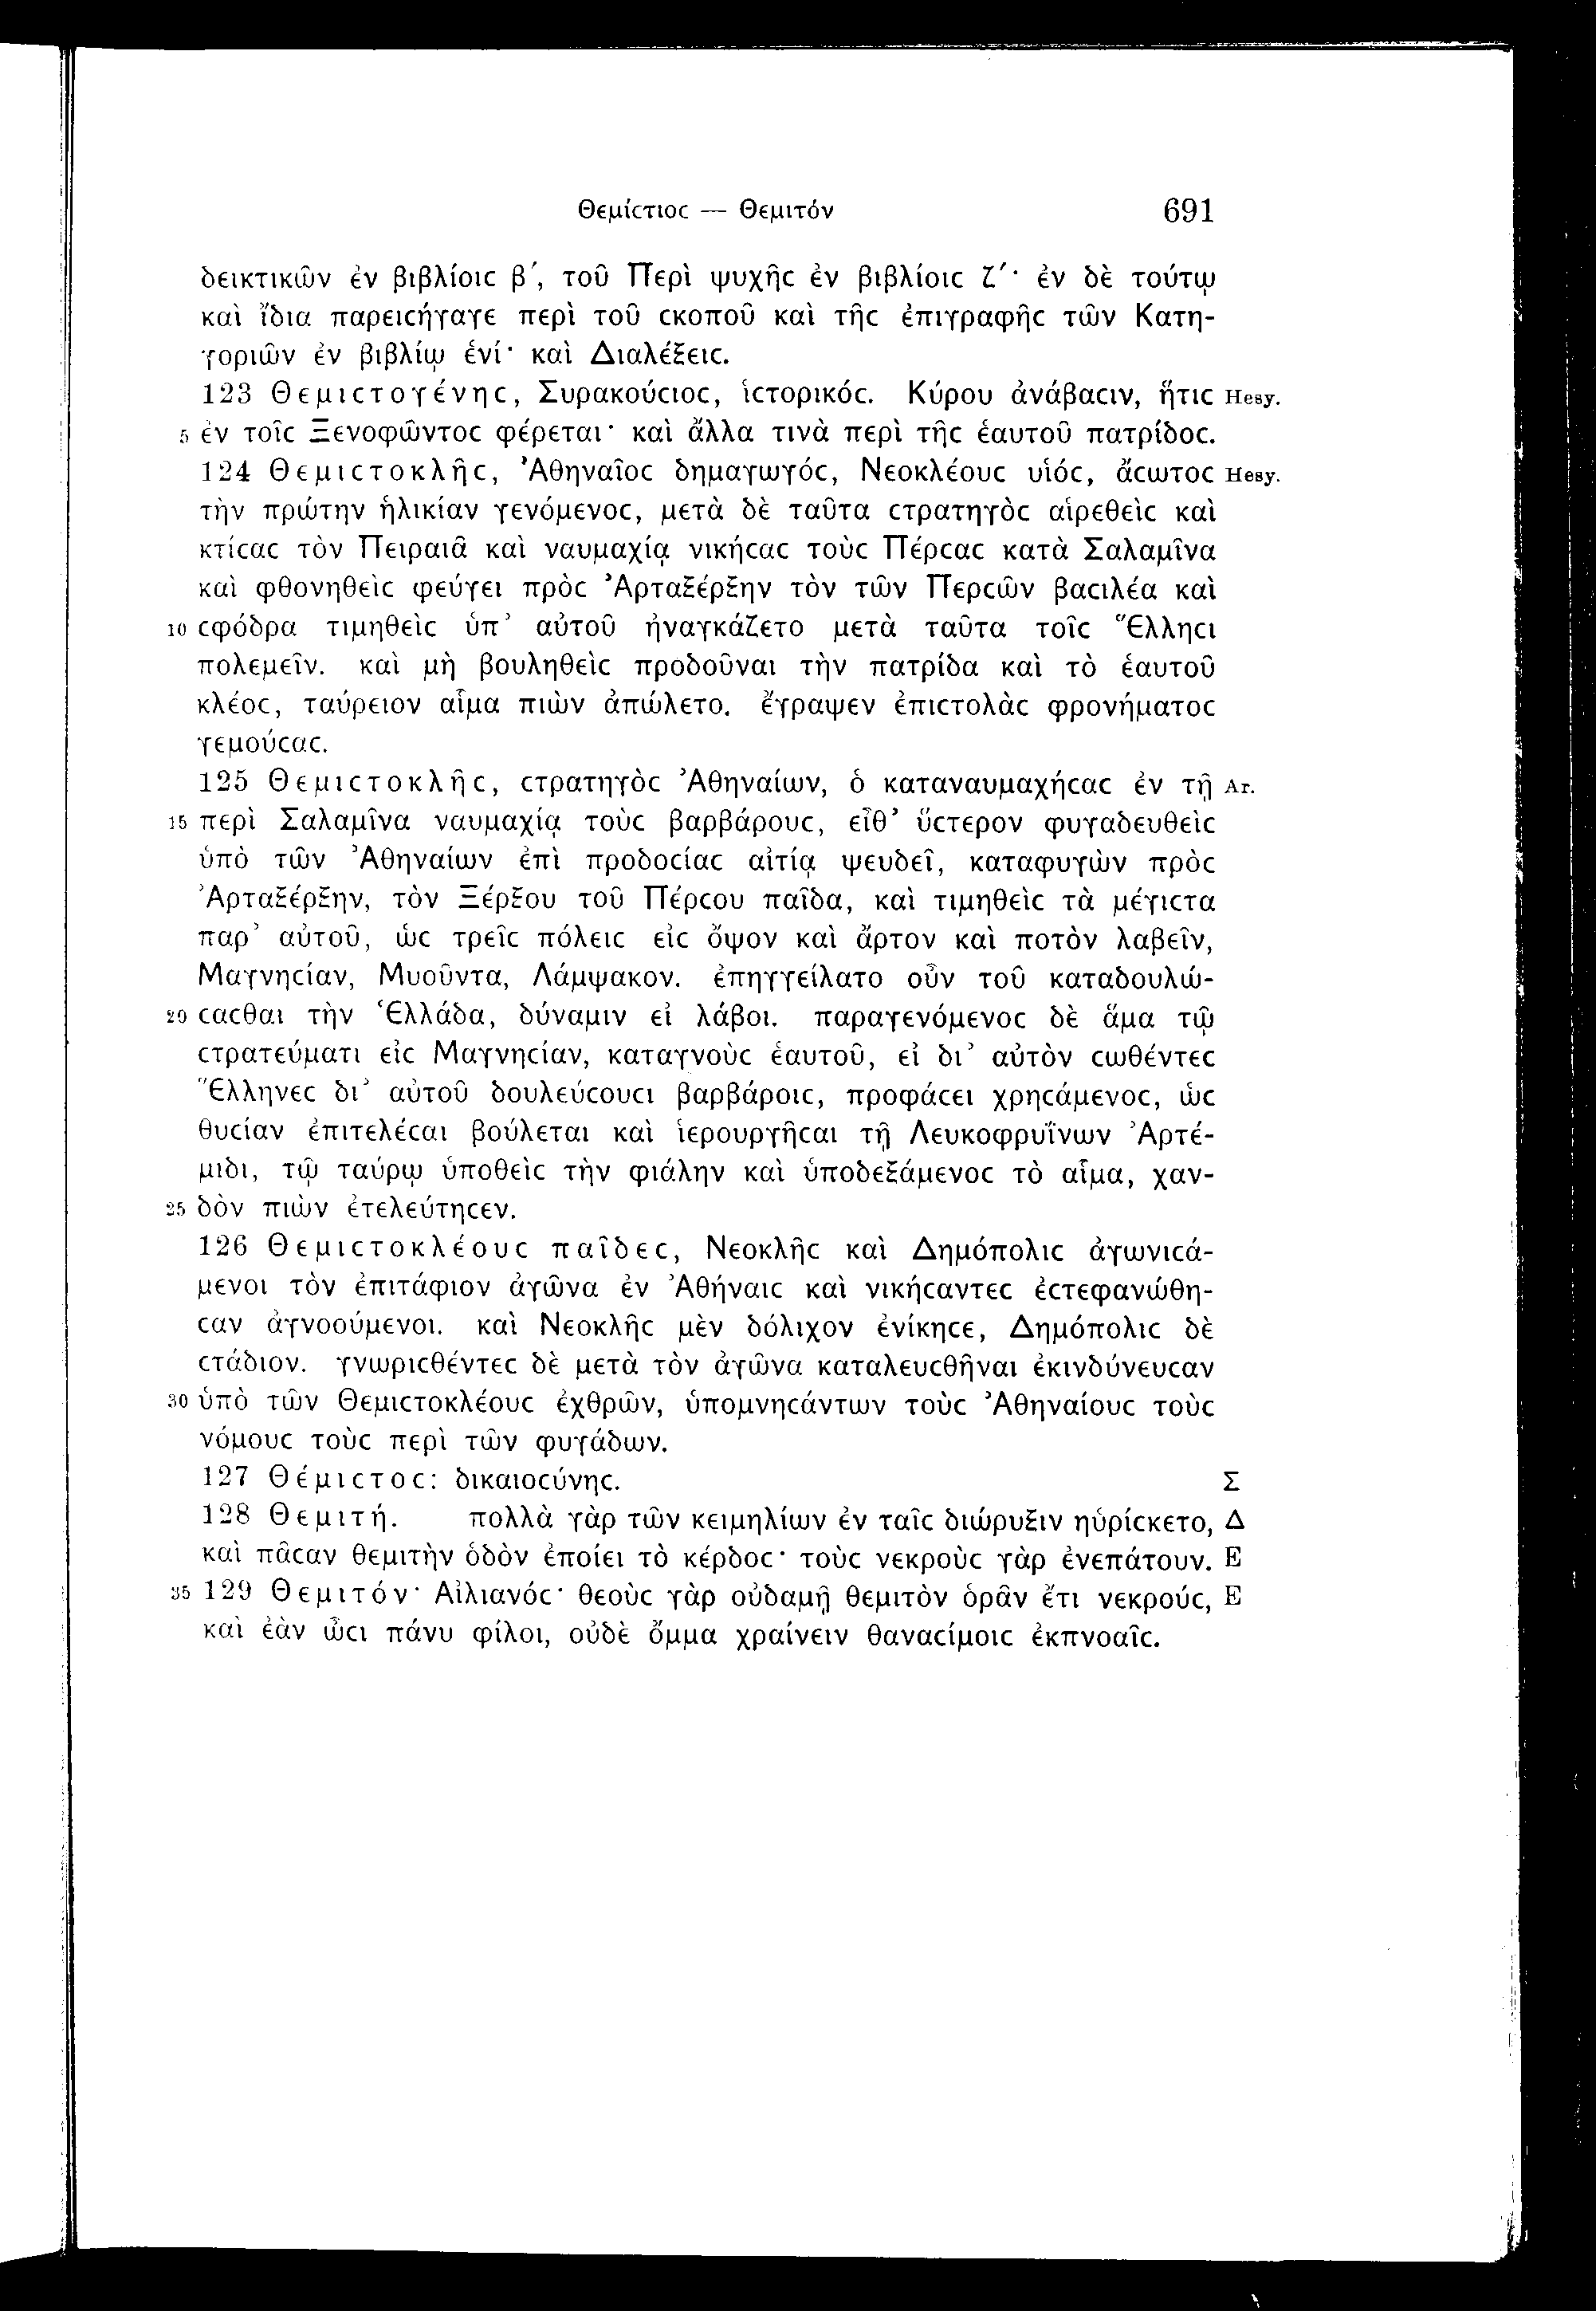 Θεμίϲτιοϲ — Θεμιτόν 691
δεικτικῶν ἐν βιβλίοιϲ β΄, τοῦ Περὶ ψυχῆϲ ἐν βιβλίοιϲ ζ΄· ἐν δὲ τούτῳ
καὶ ἴδια παρειϲήγαγε περὶ τοῦ ϲκοποῦ καὶ τῆϲ ἐπιγραφῆϲ τῶν Κατη-
γοριῶν ἐν βιβλίῳ ἑνί· καὶ Διαλέξειϲ.
123 Θεμιϲτογένηϲ, Συρακούϲιοϲ, ἱϲτορικόϲ. Κύρου ἀνάβαϲιν, ἥτιϲ Hesy.
5 ἐν τοῖϲ Ξενοφῶντοϲ φέρεται· καὶ ἄλλα τινὰ περὶ τῆϲ ἑαυτοῦ πατρίδοϲ.
124 Θεμιϲτοκλῆϲ, Ἀθηναῖοϲ δημαγωγόϲ, Νεοκλέουϲ υἱόϲ, ἄϲωτοϲ Hesy.
τὴν πρώτην ἡλικίαν γενόμενοϲ, μετὰ δὲ ταῦτα ϲτρατηγὸϲ αἱρεθεὶϲ καὶ
κτίϲαϲ τὸν Πειραιᾶ καὶ ναυμαχίᾳ νικήϲαϲ τοὺϲ Πέρϲαϲ κατὰ Σαλαμῖνα
καὶ φθονηθεὶϲ φεύγει πρὸϲ Ἀρταξέρξην τὸν τῶν Περϲῶν βαϲιλέα καὶ
10 ϲφόδρα τιμηθεὶϲ ὑπ’ αὐτοῦ ἠναγκάζετο μετὰ ταῦτα τοῖϲ Ἕλληϲι
πολεμεῖν. καὶ μὴ βουληθεὶϲ προδοῦναι τὴν πατρίδα καὶ τὸ ἑαυτοῦ
κλέοϲ, ταύρειον αἷμα πιὼν ἀπώλετο. ἔγραψεν ἐπιϲτολὰϲ φρονήματοϲ
γεμούϲαϲ.
125 Θεμιϲτοκλῆϲ, ϲτρατηγὸϲ Ἀθηναίων, ὁ καταναυμαχήϲαϲ ἐν τῇ Ar.
15 περὶ Σαλαμῖνα ναυμαχίᾳ τοὺϲ βαρβάρουϲ, εἶθ’ ὕϲτερον φυγαδευθεὶϲ
ὑπὸ τῶν Ἀθηναίων ἐπὶ προδοϲίαϲ αἰτίᾳ ψευδεῖ, καταφυγὼν πρὸϲ
Ἀρταξέρξην, τὸν Ξέρξου τοῦ Πέρϲου παῖδα, καὶ τιμηθεὶϲ τὰ μέγιϲτα
παρ’ αὐτοῦ, ὡϲ τρεῖϲ πόλειϲ εἰϲ ὄψον καὶ ἄρτον καὶ ποτὸν λαβεῖν,
Μαγνηϲίαν, Μυοῦντα, Λάμψακον. ἐπηγγείλατο οὖν τοῦ καταδουλώ-
20 ϲαϲθαι τὴν Ἑλλάδα, δύναμιν εἰ λάβοι. παραγενόμενοϲ δὲ ἅμα τῷ
ϲτρατεύματι εἰϲ Μαγνηϲίαν, καταγνοὺϲ ἑαυτοῦ, εἰ δι’ αὐτὸν ϲωθέντεϲ
Ἕλληνεϲ δι’ αὐτοῦ δουλεύϲουϲι βαρβάροιϲ, προφάϲει χρηϲάμενοϲ, ὡϲ
θυϲίαν ἐπιτελέϲαι βούλεται καὶ ἱερουργῆϲαι τῇ Λευκοφρυΐνων Ἀρτέ-
μιδι, τῷ ταύρῳ ὑποθεὶϲ τὴν φιάλην καὶ ὑποδεξάμενοϲ τὸ αἷμα, χαν-
25 δὸν πιὼν ἐτελεύτηϲεν.
126 Θεμιϲτοκλέουϲ παῖδεϲ, Νεοκλῆϲ καὶ Δημόπολιϲ ἀγωνιϲά-
μενοι τὸν ἐπιτάφιον ἀγῶνα ἐν Ἀθήναιϲ καὶ νικήϲαντεϲ ἐϲτεφανώθη-
ϲαν ἀγνοούμενοι. καὶ Νεοκλῆϲ μὲν δόλιχον ἐνίκηϲε, Δημόπολιϲ δὲ
ϲτάδιον. γνωριϲθέντεϲ δὲ μετὰ τὸν ἀγῶνα καταλευϲθῆναι ἐκινδύνευϲαν
30 ὑπὸ τῶν Θεμιϲτοκλέουϲ ἐχθρῶν, ὑπομνηϲάντων τοὺϲ Ἀθηναίουϲ τοὺϲ
νόμουϲ τοὺϲ περὶ τῶν φυγάδων.
127 Θέμιϲτοϲ: δικαιοϲύνηϲ. Σ
128 Θεμιτή. πολλὰ γὰρ τῶν κειμηλίων ἐν ταῖϲ διώρυξιν ηὑρίϲκετο, Δ
καὶ πᾶϲαν θεμιτὴν ὁδὸν ἐποίει τὸ κέρδοϲ· τοὺϲ νεκροὺϲ γὰρ ἐνεπάτουν. E
35 129 Θεμιτόν· Αἰλιανόϲ· θεοὺϲ γὰρ οὐδαμῇ θεμιτὸν ὁρᾶν ἔτι νεκρούϲ, E
καὶ ἐὰν ὦϲι πάνυ φίλοι, οὐδὲ ὄμμα χραίνειν θαναϲίμοιϲ ἐκπνοαῖϲ.